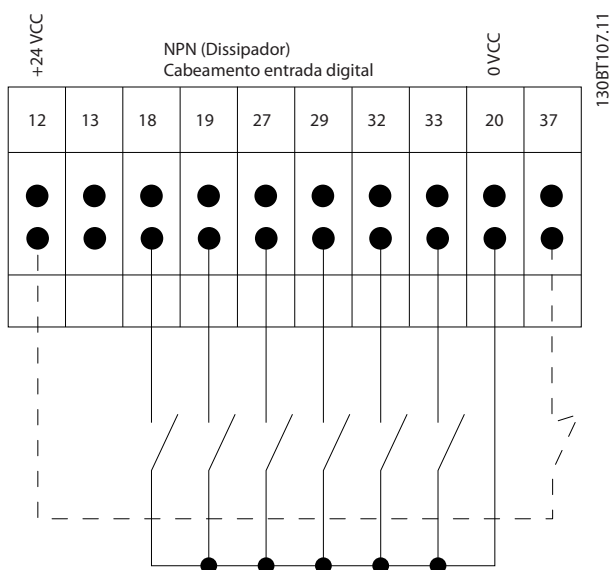 +24 VCC
NPN (Dissipador)
Cabeamento entrada digital
0 VCC
130BT107.11
12 13 18 19 27 29 32 33 20 37